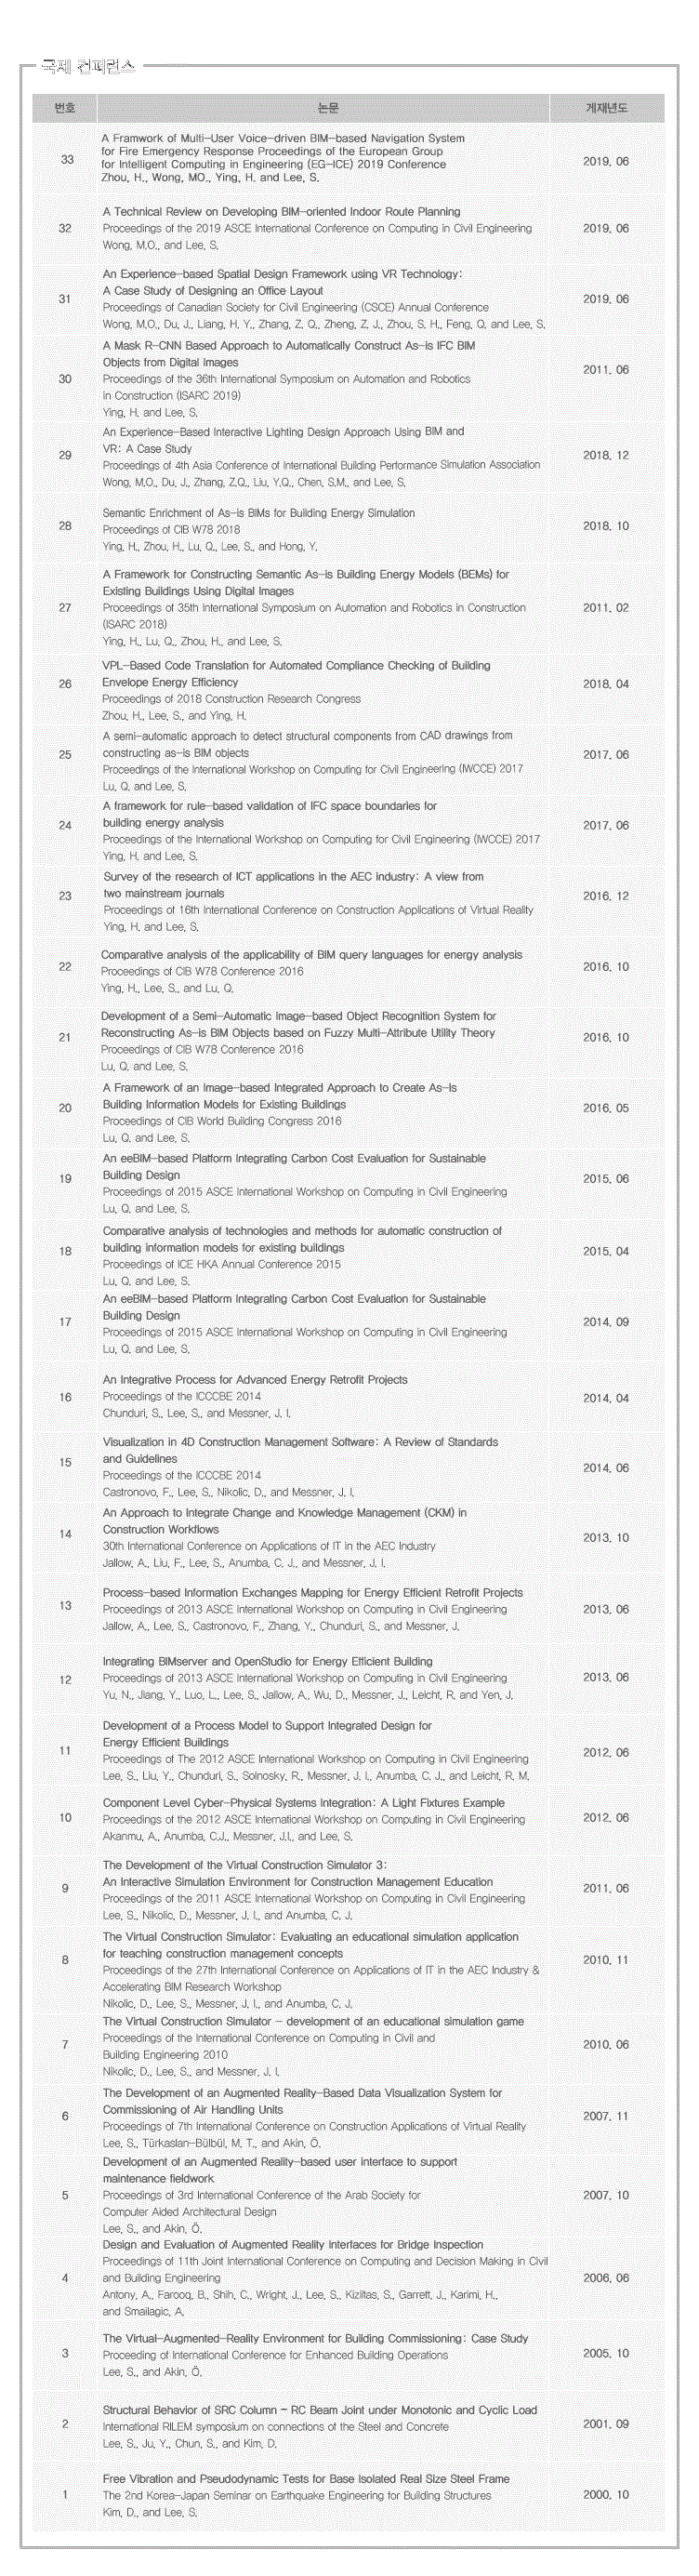 국제 컨퍼런스
번호 논문 게재년도
A Framwork of Multi-User Voice-driven BIM-based Navigation System
for Fire Emergency Response Proceedings of the European Group
33 2019. 06
for Intelligent Computing in Engineering (EG-ICE) 2019 Conference
Zhou, H., Wong, MO., Ying, H. and Lee, S.
A Technical Review on Developing BIM-oriented Indoor Route Planning
32 Proceedings of the 2019 ASCE International Conference on Computing in Civil Engineering 2019. 06
Wong, M.O., and Lee, S.
An Experience-based Spatial Design Framework using VR Technology:
A Case Study of Designing an Office Layout
31 2019. 06
Proceedings of Canadian Society for Civil Engineering (CSCE) Annual Conference
Wong, M.O., Du, J., Liang, H. Y., Zhang, Z. Q., Zheng, Z. J., Zhou, S. H., Feng, Q. and Lee, S.
A Mask R-CNN Based Approach to Automatically Construct As-is IFC BIM
Objects from Digital Images
30 Proceedings of the 36th International Symposium on Automation and Robotics 2011. 06
in Construction (ISARC 2019)
Ying, H. and Lee, S.
An Experience-Based Interactive Lighting Design Approach Using BIM and
VR: A Case Study
29 2018. 12
Proceedings of 4th Asia Conference of International Building Performance Simulation Association
Wong, M.O., Du, J., Zhang, Z.Q., Liu, Y.Q., Chen, S.M., and Lee, S.
Semantic Enrichment of As-is BIMs for Building Energy Simulation
28 Proceedings of CIB W78 2018 2018. 10
Ying, H., Zhou, H., Lu, Q., Lee, S., and Hong, Y.
A Framework for Constructing Semantic As-is Building Energy Models (BEMs) for
Existing Buildings Using Digital Images
27 Proceedings of 35th International Symposium on Automation and Robotics in Construction 2011. 02
(ISARC 2018)
Ying, H., Lu, Q., Zhou, H., and Lee, S.
VPL-Based Code Translation for Automated Compliance Checking of Building
26 Envelope Energy Efficiency 2018. 04
Proceedings of 2018 Construction Research Congress
Zhou, H., Lee, S., and Ying, H.
A semi-automatic approach to detect structural components from CAD drawings from
25 constructing as-is BIM objects 2017. 06
Proceedings of the International Workshop on Computing for Civil Engineering (IWCCE) 2017
Lu, Q. and Lee, S.
A framework for rule-based validation of IFC space boundaries for
24 building energy analysis 2017. 06
Proceedings of the International Workshop on Computing for Civil Engineering (IWCCE) 2017
Ying, H. and Lee, S.
Survey of the research of ICT applications in the AEC industry: A view from
23 two mainstream journals 2016. 12
Proceedings of 16th International Conference on Construction Applications of Virtual Reality
Ying, H. and Lee, S.
Comparative analysis of the applicability of BIM query languages for energy analysis
22 Proceedings of CIB W78 Conference 2016 2016. 10
Ying, H., Lee, S., and Lu, Q.
Development of a Semi-Automatic Image-based Object Recognition System for
21 Reconstructing As-is BIM Objects based on Fuzzy Multi-Attribute Utility Theory 2016. 10
Proceedings of CIB W78 Conference 2016
Lu, Q. and Lee, S.
A Framework of an Image-based Integrated Approach to Create As-Is
20 Building Information Models for Existing Buildings 2016. 05
Proceedings of CIB World Building Congress 2016
Lu, Q. and Lee, S.
An eeBIM-based Platform Integrating Carbon Cost Evaluation for Sustainable
19 Building Design 2015. 06
Proceedings of 2015 ASCE International Workshop on Computing in Civil Engineering
Lu, Q. and Lee, S.
Comparative analysis of technologies and methods for automatic construction of
18 building information models for existing buildings 2015. 04
Proceedings of ICE HKA Annual Conference 2015
Lu, Q. and Lee, S.
An eeBIM-based Platform Integrating Carbon Cost Evaluation for Sustainable
17 Building Design 2014. 09
Proceedings of 2015 ASCE International Workshop on Computing in Civil Engineering
Lu, Q. and Lee, S.
An Integrative Process for Advanced Energy Retrofit Projects
16 Proceedings of the ICCCBE 2014 2014. 04
Chunduri, S., Lee, S., and Messner, J. I.
Visualization in 4D Construction Management Software: A Review of Standards
15 and Guidelines 2014. 06
Proceedings of the ICCCBE 2014
Castronovo, F., Lee, S., Nikolic, D., and Messner, J. I.
An Approach to Integrate Change and Knowledge Management (CKM) in
14 Construction Workflows 2013. 10
30th International Conference on Applications of IT in the AEC Industry
Jallow, A., Liu, F., Lee, S., Anumba, C. J., and Messner, J. I.
Process-based Information Exchanges Mapping for Energy Efficient Retrofit Projects
13 Proceedings of 2013 ASCE International Workshop on Computing in Civil Engineering 2013. 06
Jallow, A., Lee, S., Castronovo, F., Zhang, Y., Chunduri, S., and Messner, J.
Integrating BIMserver and OpenStudio for Energy Efficient Building
12 Proceedings of 2013 ASCE International Workshop on Computing in Civil Engineering 2013. 06
Yu, N., Jiang, Y., Luo, L., Lee, S., Jallow, A., Wu, D., Messner, J., Leicht, R. and Yen, J.
Development of a Process Model to Support Integrated Design for
11 Energy Efficient Buildings 2012. 06
Proceedings of The 2012 ASCE International Workshop on Computing in Civil Engineering
Lee, S., Liu, Y., Chunduri, S., Solnosky, R., Messner, J. I., Anumba, C. J., and Leicht, R. M.
Component Level Cyber-Physical Systems Integration: A Light Fixtures Example
10 Proceedings of the 2012 ASCE International Workshop on Computing in Civil Engineering 2012. 06
Akanmu, A., Anumba, C.J., Messner, J.I., and Lee, S.
The Development of the Virtual Construction Simulator 3:
9 An Interactive Simulation Environment for Construction Management Education 2011. 06
Proceedings of the 2011 ASCE International Workshop on Computing in Civil Engineering
Lee, S., Nikolic, D., Messner, J. I., and Anumba, C. J.
The Virtual Construction Simulator: Evaluating an educational simulation application
for teaching construction management concepts
8 Proceedings of the 27th International Conference on Applications of IT in the AEC Industry & 2010. 11
Accelerating BIM Research Workshop
Nikolic, D., Lee, S., Messner, J. I., and Anumba, C. J.
The Virtual Construction Simulator - development of an educational simulation game
7 Proceedings of the International Conference on Computing in Civil and 2010. 06
Building Engineering 2010
Nikolic, D., Lee, S., and Messner, J. I.
The Development of an Augmented Reality-Based Data Visualization System for
6 Commissioning of Air Handling Units 2007. 11
Proceedings of 7th International Conference on Construction Applications of Virtual Reality
Lee, S., Türkaslan-Bülbül, M. T., and Akin, Ö.
Development of an Augmented Reality-based user interface to support
maintenance fieldwork
5 Proceedings of 3rd International Conference of the Arab Society for 2007. 10
Computer Aided Architectural Design
Lee, S., and Akin, Ö.
Design and Evaluation of Augmented Reality Interfaces for Bridge Inspection
Proceedings of 11th Joint International Conference on Computing and Decision Making in Civil
4 and Building Engineering 2006. 06
Antony, A., Farooq, B., Shih, C., Wright, J., Lee, S., Kiziltas, S., Garrett, J., Karimi, H.,
and Smailagic, A.
The Virtual-Augmented-Reality Environment for Building Commissioning: Case Study
3 Proceeding of International Conference for Enhanced Building Operations 2005. 10
Lee, S., and Akin, Ö.
Structural Behavior of SRC Column - RC Beam Joint under Monotonic and Cyclic Load
2 International RILEM symposium on connections of the Steel and Concrete 2001. 09
Lee, S., Ju, Y., Chun, S., and Kim, D.
Free Vibration and Pseudodynamic Tests for Base Isolated Real Size Steel Frame
1 The 2nd Korea-Japan Seminar on Earthquake Engineering for Building Structures 2000. 10
Kim, D., and Lee, S.